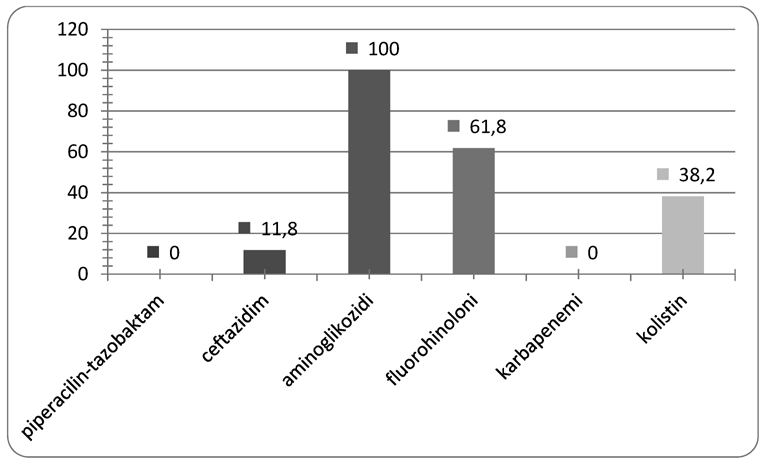 120
100
80
60
40
20
0
0
11,8
100
61,8
0
38,2
piperacilin-tazobaktam
ceftazidim
aminoglikozidi
fluorohinoloni
karbapenemi
kolistin